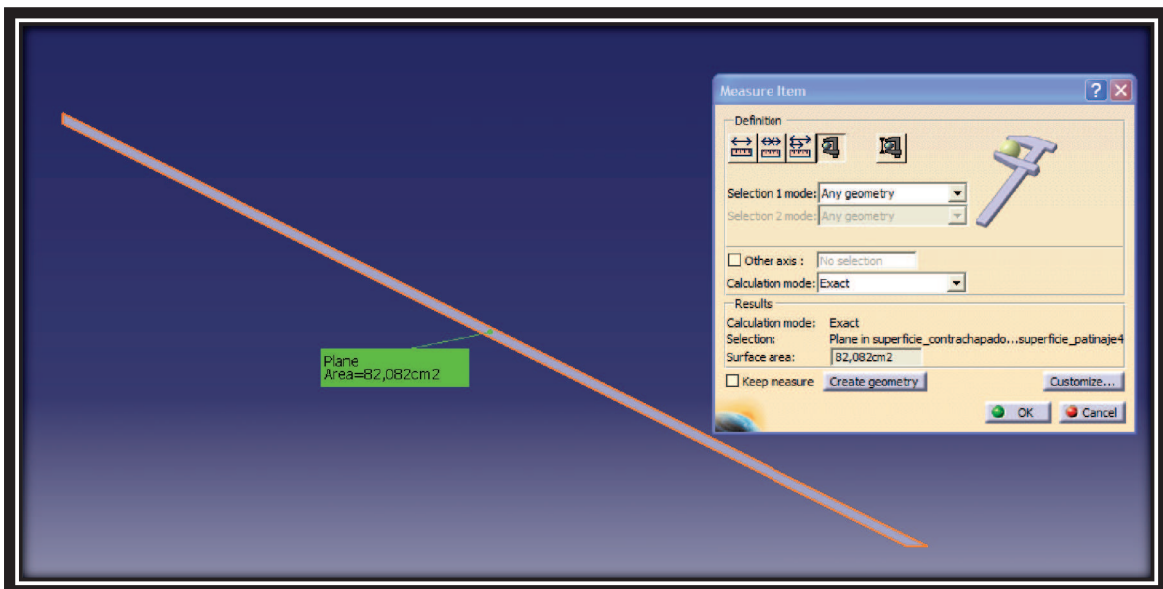 Plane
Area=82,082cm2
Measure Item
Definition
Selection 1 mode: Any geometry
Selection 2 mode: Any geometry
Other axis : No selection
Calculation mode: Exact
Results
Calculation mode: Exact
Selection: Plane in superficie_contrachapado...superficie_patinaje4
Surface area: 82,082cm2
Keep measure Create geometry Customize...
OK Cancel